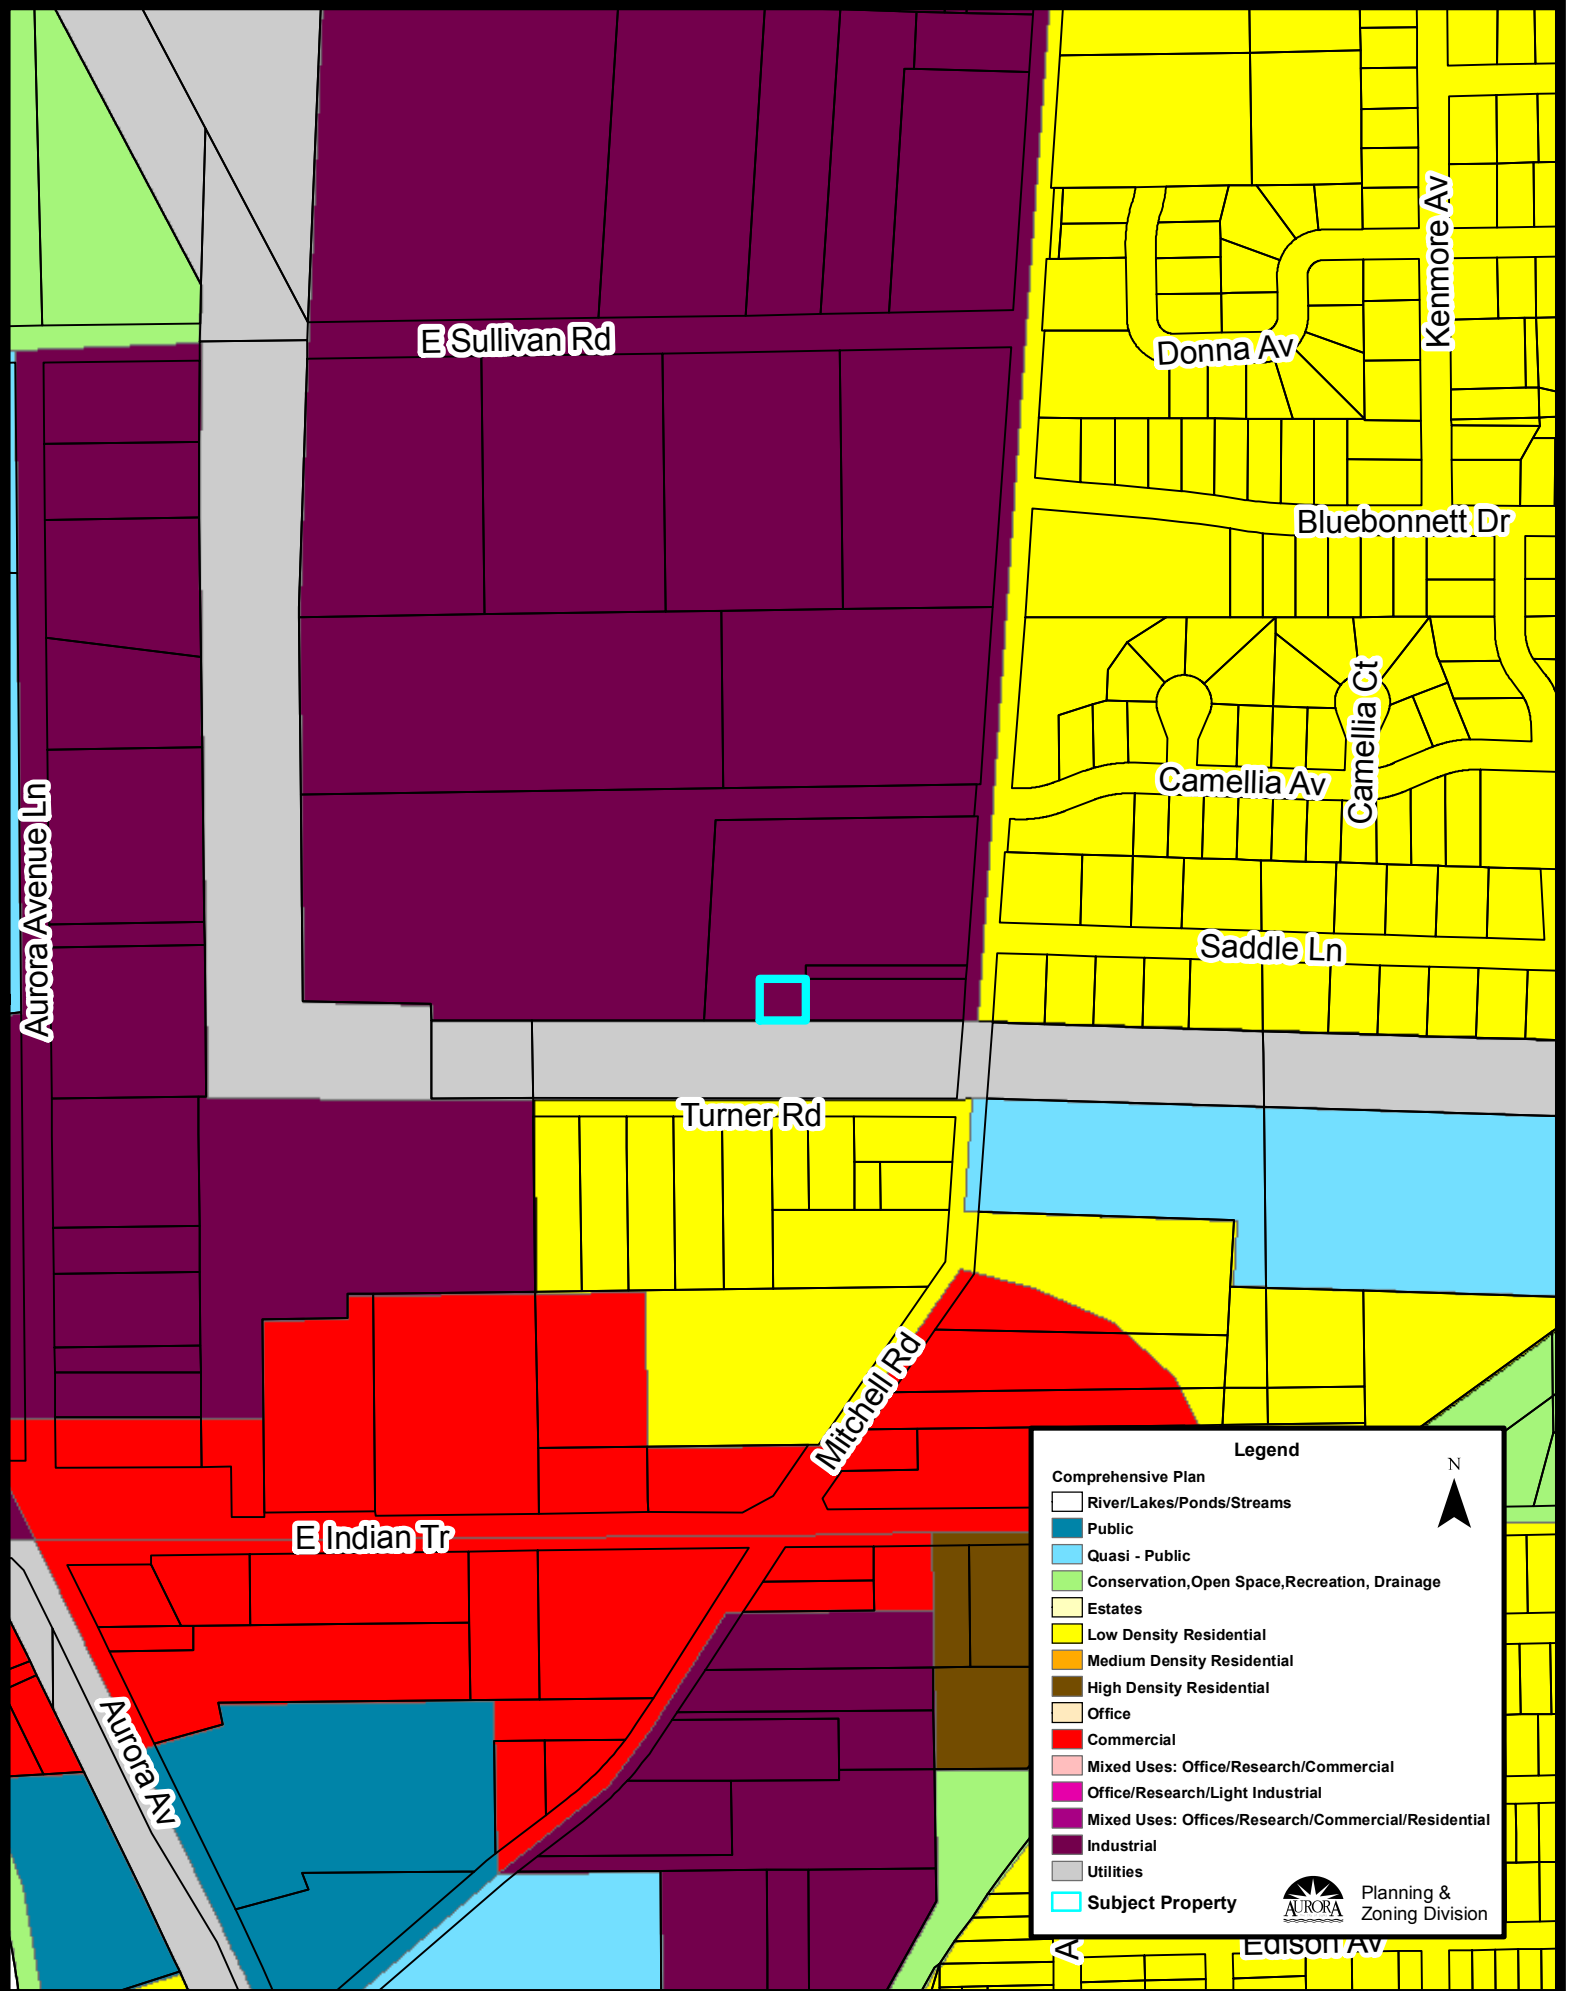 Kenmore Av
E Sullivan Rd
Donna Av
Bluebonnett Dr
Camellia Ct
Camellia Av
Aurora Avenue Ln
Saddle Ln
Turner Rd
Mitchell Rd
E Indian Tr
Aurora Av
Legend
N
Comprehensive Plan
River/Lakes/Ponds/Streams
Public
Quasi - Public
Conservation,Open Space,Recreation, Drainage
Estates
Low Density Residential
Medium Density Residential
High Density Residential
Office
Commercial
Mixed Uses: Office/Research/Commercial
Office/Research/Light Industrial
Mixed Uses: Offices/Research/Commercial/Residential
Industrial
Utilities
Subject Property
AURORA
Planning &
Zoning Division
A
Edison Av